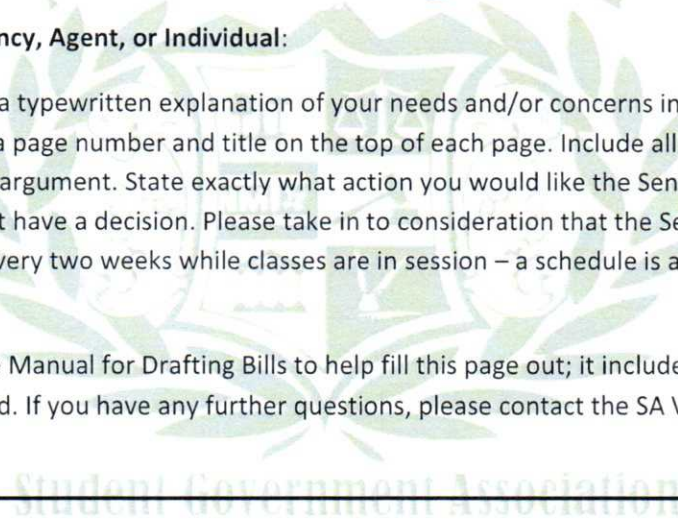 ncy, Agent, or Individual:
a typewritten explanation of your needs and/or concerns in
a page number and title on the top of each page. Include all
argument. State exactly what action you would like the Sen
t have a decision. Please take in to consideration that the Se
very two weeks while classes are in session – a schedule is a
Manual for Drafting Bills to help fill this page out; it include
d. If you have any further questions, please contact the SA V
Student Government Association